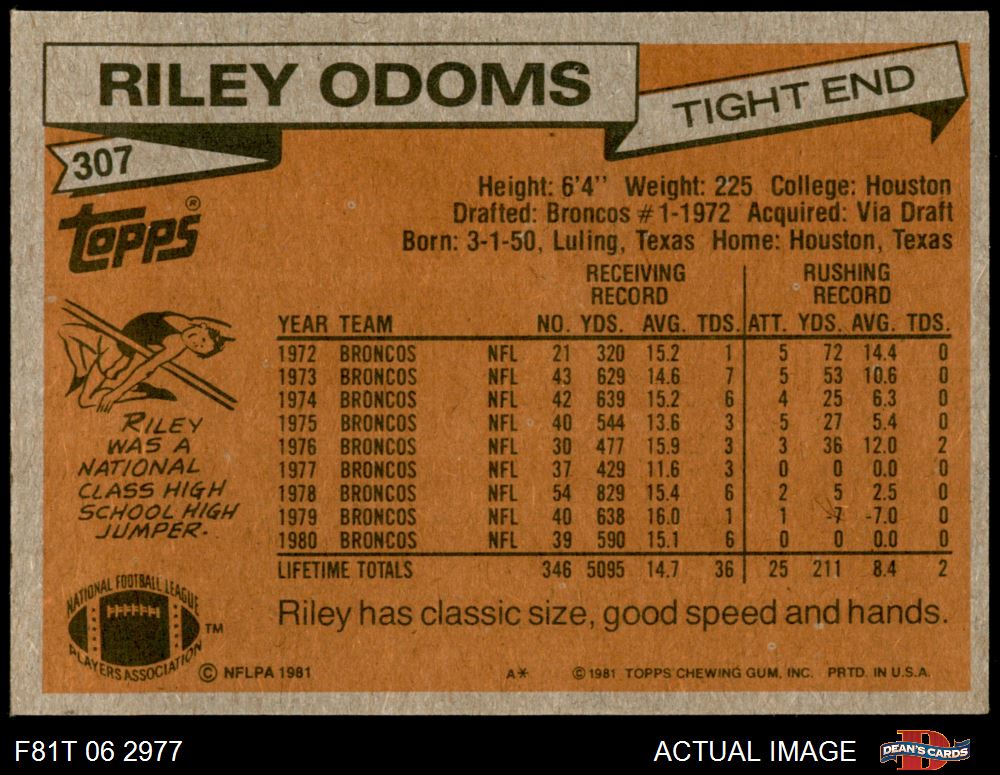 RILEY ODOMS
TIGHT END
307
TOPPS®
Height: 6'4'' Weight: 225 College: Houston
Drafted: Broncos #1-1972 Acquired: Via Draft
Born: 3-1-50, Luling, Texas Home: Houston, Texas
RECEIVING RECORD RUSHING RECORD
YEAR TEAM NO. YDS. AVG. TDS. ATT. YDS. AVG. TDS.
1972 BRONCOS NFL 21 320 15.2 1 5 72 14.4 0
1973 BRONCOS NFL 43 629 14.6 7 5 53 10.6 0
1974 BRONCOS NFL 42 639 15.2 6 4 25 6.3 0
1975 BRONCOS NFL 40 544 13.6 3 5 27 5.4 0
1976 BRONCOS NFL 30 477 15.9 3 3 36 12.0 2
1977 BRONCOS NFL 37 429 11.6 3 0 0 0.0 0
1978 BRONCOS NFL 54 829 15.4 6 2 5 2.5 0
1979 BRONCOS NFL 40 638 16.0 1 1 -7 -7.0 0
1980 BRONCOS NFL 39 590 15.1 6 0 0 0.0 0
LIFETIME TOTALS 346 5095 14.7 36 25 211 8.4 2
RILEY
WAS A
NATIONAL
CLASS HIGH
SCHOOL HIGH
JUMPER.
Riley has classic size, good speed and hands.
NATIONAL FOOTBALL LEAGUE
PLAYERS ASSOCIATION
TM
© NFLPA 1981
A*
© 1981 TOPPS CHEWING GUM, INC. PRTD. IN U.S.A.
F81T 06 2977
ACTUAL IMAGE
D
DEAN'S CARDS